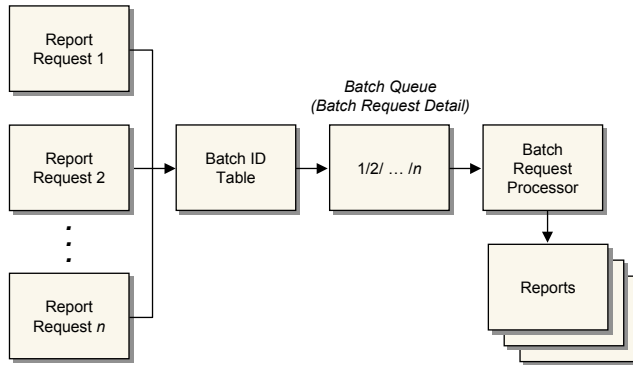 Report
Request 1
Batch Queue
(Batch Request Detail)
Report
Request 2
Batch ID
Table
1/2/ … /n
Batch
Request
Processor
Report
Request n
Reports